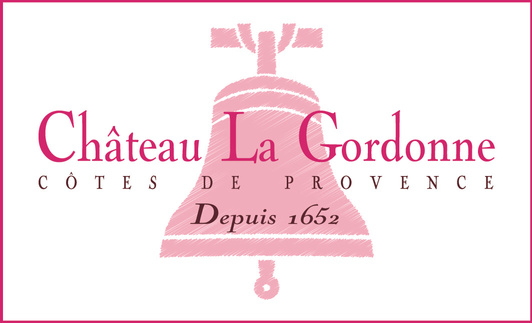 Château La Gordonne
CÔTES DE PROVENCE
Depuis 1652